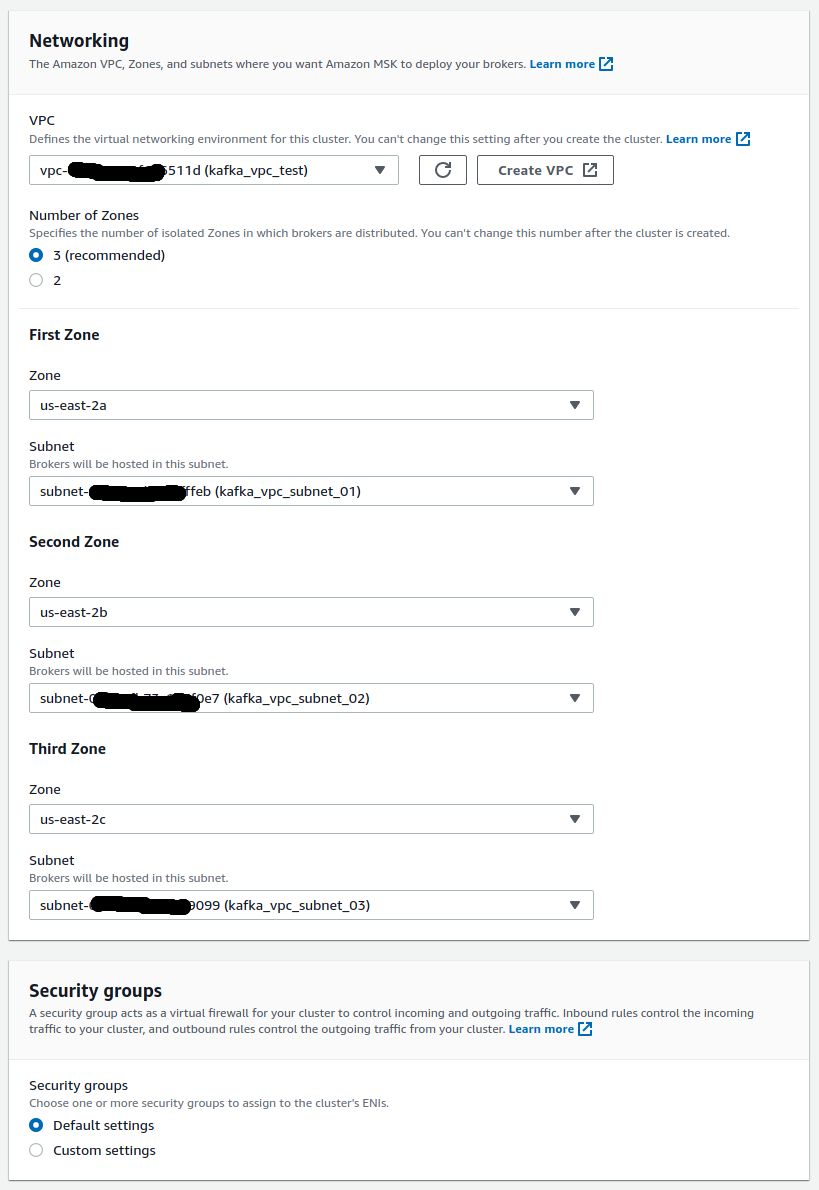 Networking
The Amazon VPC, Zones, and subnets where you want Amazon MSK to deploy your brokers. Learn more
VPC
Defines the virtual networking environment for this cluster. You can't change this setting after you create the cluster. Learn more
vpc- 511d (kafka_vpc_test)
Create VPC
Number of Zones
Specifies the number of isolated Zones in which brokers are distributed. You can't change this number after the cluster is created.
3 (recommended)
2
First Zone
Zone
us-east-2a
Subnet
Brokers will be hosted in this subnet.
subnet- ffeb (kafka_vpc_subnet_01)
Second Zone
Zone
us-east-2b
Subnet
Brokers will be hosted in this subnet.
subnet- 0e7 (kafka_vpc_subnet_02)
Third Zone
Zone
us-east-2c
Subnet
Brokers will be hosted in this subnet.
subnet- 9099 (kafka_vpc_subnet_03)
Security groups
A security group acts as a virtual firewall for your cluster to control incoming and outgoing traffic. Inbound rules control the incoming
traffic to your cluster, and outbound rules control the outgoing traffic from your cluster. Learn more
Security groups
Choose one or more security groups to assign to the cluster's ENIs.
Default settings
Custom settings